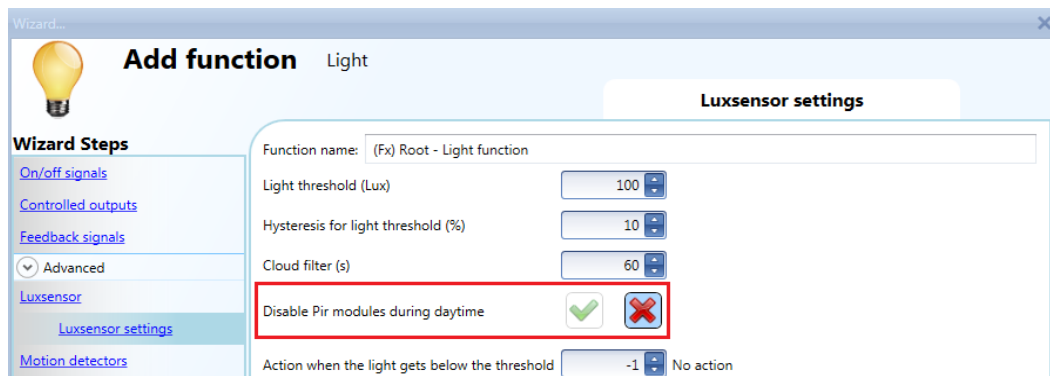 Wizard...
Add function Light
Luxsensor settings
Wizard Steps
On/off signals
Controlled outputs
Feedback signals
Advanced
Luxsensor
Luxsensor settings
Motion detectors
Function name: (Fx) Root - Light function
Light threshold (Lux) 100
Hysteresis for light threshold (%) 10
Cloud filter (s) 60
Disable Pir modules during daytime
Action when the light gets below the threshold -1 No action